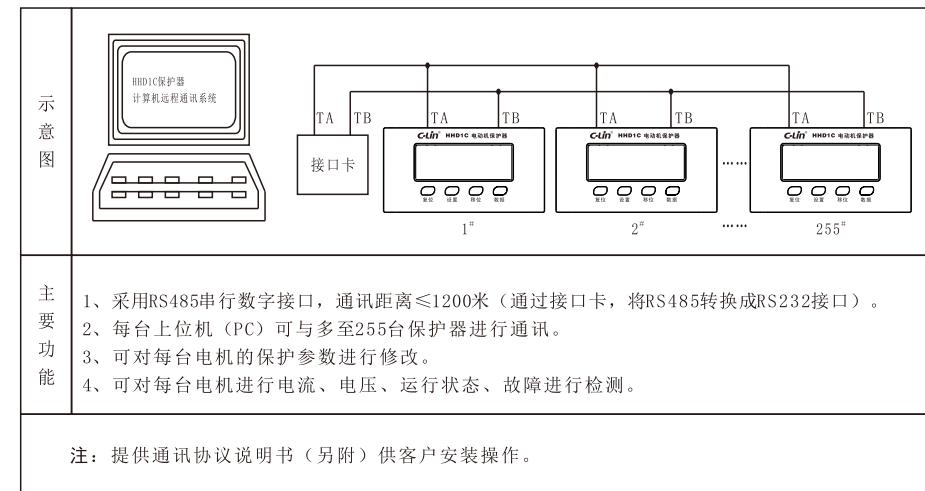 示意图
HHD1C保护器
计算机远程通讯系统
TA TB TA TB TA TB TA TB
接口卡
C-Lin HHD1C 电动机保护器
复位 设置 移位 数据
1#
C-Lin HHD1C 电动机保护器
复位 设置 移位 数据
2#
……
……
C-Lin HHD1C 电动机保护器
复位 设置 移位 数据
255#
主要功能
1、采用RS485串行数字接口，通讯距离≤1200米（通过接口卡，将RS485转换成RS232接口）。
2、每台上位机（PC）可与多至255台保护器进行通讯。
3、可对每台电机的保护参数进行修改。
4、可对每台电机进行电流、电压、运行状态、故障进行检测。
注：提供通讯协议说明书（另附）供客户安装操作。